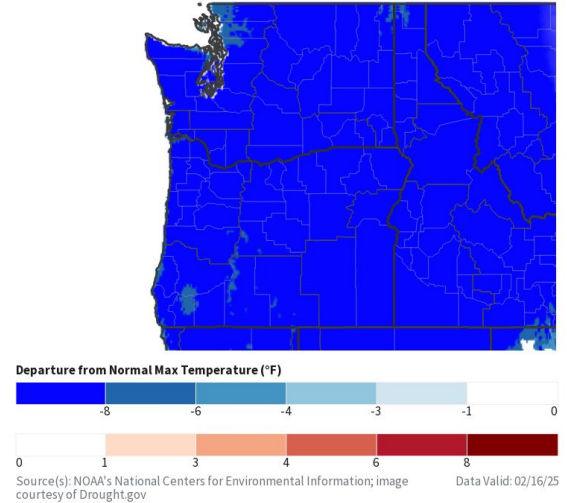 Departure from Normal Max Temperature (°F)
-8 -6 -4 -3 -1 0
0 1 3 4 6 8
Source(s): NOAA's National Centers for Environmental Information; image
courtesy of Drought.gov
Data Valid: 02/16/25